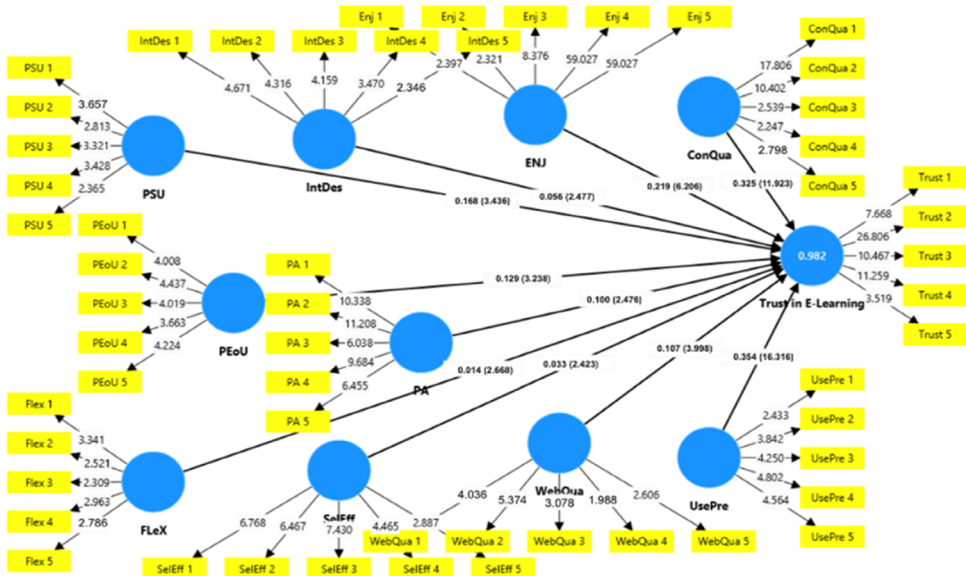 Enj 1
Enj 2
Enj 3
Enj 4
Enj 5
IntDes 1
IntDes 2
IntDes 3
IntDes 4
IntDes 5
ConQua 1
ConQua 2
ConQua 3
ConQua 4
ConQua 5
PSU 1
PSU 2
PSU 3
PSU 4
PSU 5
3.657
2.813
3.321
3.428
2.365
PSU
4.671
4.316
4.159
3.470
2.346
IntDes
2.397
2.321
8.376
59.027
59.027
ENJ
17.806
10.402
2.539
2.247
2.798
ConQua
0.168 (3.436)
0.056 (2.477)
0.219 (6.206)
0.325 (11.923)
Trust 1
Trust 2
Trust 3
Trust 4
Trust 5
7.668
26.806
10.467
11.259
3.519
0.982
Trust in E-Learning
PEoU 1
PEoU 2
PEoU 3
PEoU 4
PEoU 5
4.008
4.437
4.019
3.663
4.224
PEoU
0.129 (3.238)
PA 1
PA 2
PA 3
PA 4
PA 5
10.338
11.208
6.038
9.684
6.455
PA
0.100 (2.476)
0.014 (2.668)
0.033 (2.423)
0.107 (3.998)
0.354 (16.316)
Flex 1
Flex 2
Flex 3
Flex 4
Flex 5
3.341
2.521
2.309
2.963
2.786
FLeX
SelEff
6.768
6.467
7.430
4.465
2.887
SelEff 1
SelEff 2
SelEff 3
SelEff 4
SelEff 5
WebQua
4.036
5.374
3.078
1.988
2.606
WebQua 1
WebQua 2
WebQua 3
WebQua 4
WebQua 5
UsePre
2.433
3.842
4.250
4.802
4.564
UsePre 1
UsePre 2
UsePre 3
UsePre 4
UsePre 5